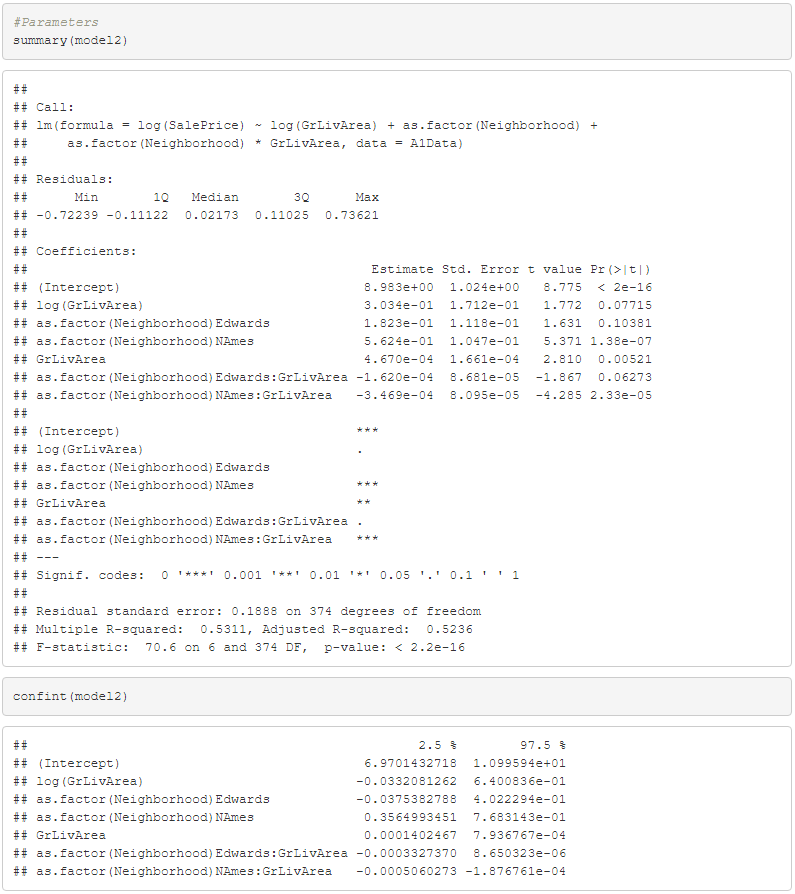 #Parameters
summary(model2)
##
## Call:
## lm(formula = log(SalePrice) ~ log(GrLivArea) + as.factor(Neighborhood) +
##     as.factor(Neighborhood) * GrLivArea, data = A1Data)
##
## Residuals:
##      Min       1Q   Median       3Q      Max
## -0.72239 -0.11122  0.02173  0.11025  0.73621
##
## Coefficients:
##                                            Estimate Std. Error t value Pr(>|t|)
## (Intercept)                               8.983e+00  1.024e+00   8.775  < 2e-16
## log(GrLivArea)                            3.034e-01  1.712e-01   1.772  0.07715
## as.factor(Neighborhood)Edwards            1.823e-01  1.118e-01   1.631  0.10381
## as.factor(Neighborhood)NAmes              5.624e-01  1.047e-01   5.371 1.38e-07
## GrLivArea                                 4.670e-04  1.661e-04   2.810  0.00521
## as.factor(Neighborhood)Edwards:GrLivArea -1.620e-04  8.681e-05  -1.867  0.06273
## as.factor(Neighborhood)NAmes:GrLivArea   -3.469e-04  8.095e-05  -4.285 2.33e-05
##
## (Intercept)                              ***
## log(GrLivArea)                           .
## as.factor(Neighborhood)Edwards
## as.factor(Neighborhood)NAmes             ***
## GrLivArea                                **
## as.factor(Neighborhood)Edwards:GrLivArea .
## as.factor(Neighborhood)NAmes:GrLivArea   ***
## ---
## Signif. codes:  0 '***' 0.001 '**' 0.01 '*' 0.05 '.' 0.1 ' ' 1
##
## Residual standard error: 0.1888 on 374 degrees of freedom
## Multiple R-squared:  0.5311, Adjusted R-squared:  0.5236
## F-statistic:  70.6 on 6 and 374 DF,  p-value: < 2.2e-16
confint(model2)
##                                                  2.5 %        97.5 %
## (Intercept)                               6.9701432718  1.099594e+01
## log(GrLivArea)                           -0.0332081262  6.400836e-01
## as.factor(Neighborhood)Edwards           -0.0375382788  4.022294e-01
## as.factor(Neighborhood)NAmes              0.3564993451  7.683143e-01
## GrLivArea                                 0.0001402467  7.936767e-04
## as.factor(Neighborhood)Edwards:GrLivArea -0.0003327370  8.650323e-06
## as.factor(Neighborhood)NAmes:GrLivArea   -0.0005060273 -1.876761e-04